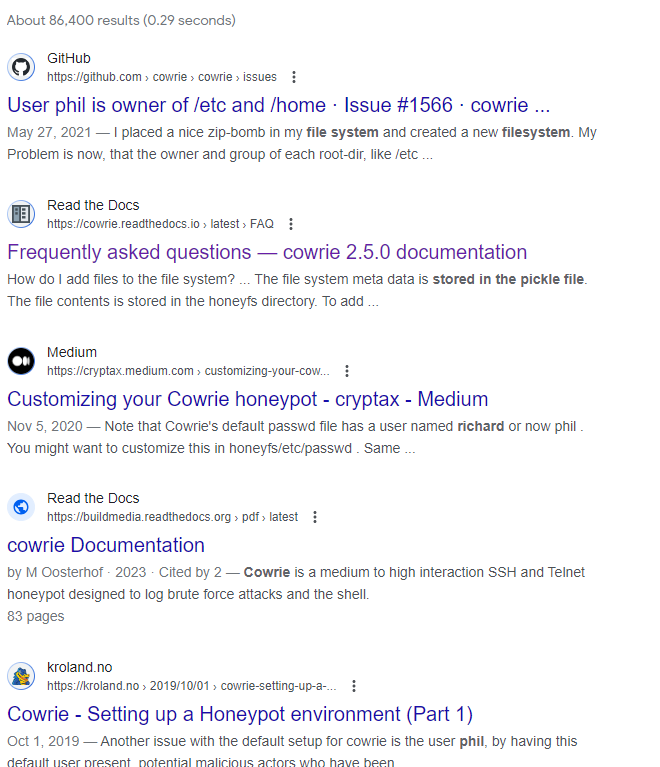 About 86,400 results (0.29 seconds)
GitHub
https://github.com › cowrie › cowrie › issues
User phil is owner of /etc and /home · Issue #1566 · cowrie ...
May 27, 2021 — I placed a nice zip-bomb in my file system and created a new filesystem. My
Problem is now, that the owner and group of each root-dir, like /etc ...
Read the Docs
https://cowrie.readthedocs.io › latest › FAQ
Frequently asked questions — cowrie 2.5.0 documentation
How do I add files to the file system? ... The file system meta data is stored in the pickle file.
The file contents is stored in the honeyfs directory. To add ...
Medium
https://cryptax.medium.com › customizing-your-cow...
Customizing your Cowrie honeypot - cryptax - Medium
Nov 5, 2020 — Note that Cowrie's default passwd file has a user named richard or now phil .
You might want to customize this in honeyfs/etc/passwd . Same ...
Read the Docs
https://buildmedia.readthedocs.org › pdf › latest
cowrie Documentation
by M Oosterhof · 2023 · Cited by 2 — Cowrie is a medium to high interaction SSH and Telnet
honeypot designed to log brute force attacks and the shell.
83 pages
kroland.no
https://kroland.no › 2019/10/01 › cowrie-setting-up-a-...
Cowrie - Setting up a Honeypot environment (Part 1)
Oct 1, 2019 — Another issue with the default setup for cowrie is the user phil, by having this
default user present, potential malicious actors who have been